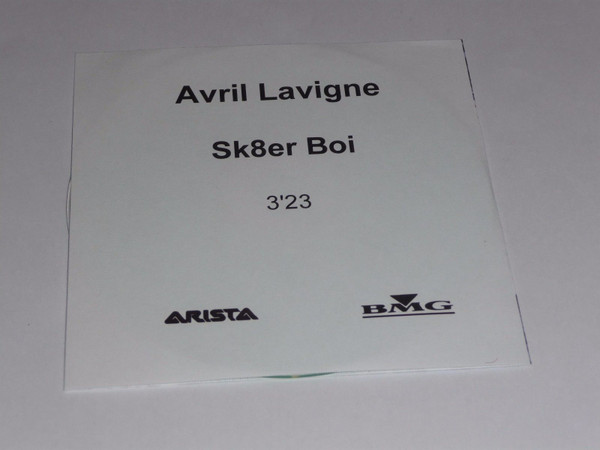 Avril Lavigne
Sk8er Boi
3'23
ARISTA
BMG